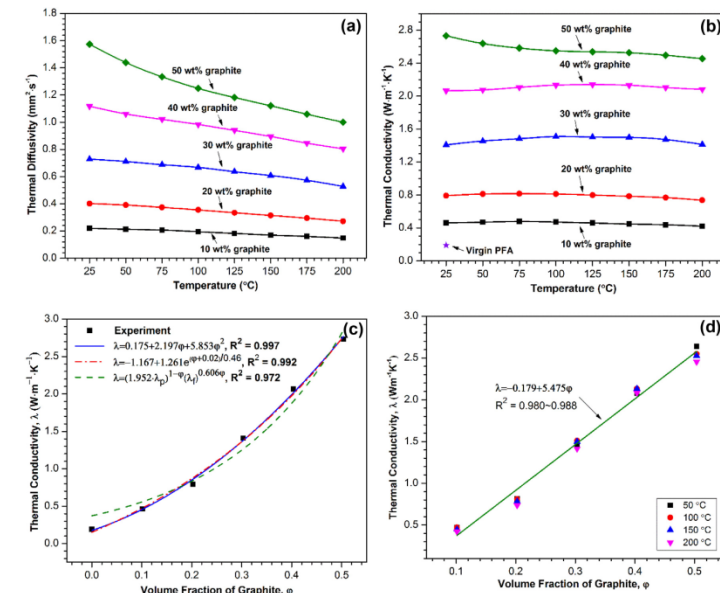 (a)
Thermal Diffusivity (mm²·s⁻¹)
1.8
1.6
1.4
1.2
1.0
0.8
0.6
0.4
0.2
0.0
50 wt% graphite
40 wt% graphite
30 wt% graphite
20 wt% graphite
10 wt% graphite
25 50 75 100 125 150 175 200
Temperature (°C)
(b)
Thermal Conductivity (W·m⁻¹·K⁻¹)
2.8
2.4
2.0
1.6
1.2
0.8
0.4
0.0
50 wt% graphite
40 wt% graphite
30 wt% graphite
20 wt% graphite
10 wt% graphite
Virgin PFA
25 50 75 100 125 150 175 200
Temperature (°C)
(c)
Thermal Conductivity, λ (W·m⁻¹·K⁻¹)
3.0
2.5
2.0
1.5
1.0
0.5
0.0
Experiment
λ=0.175+2.197φ+5.853φ², R² = 0.997
λ=−1.167+1.261e^(φ+0.02)/0.46, R² = 0.992
λ=(1.952·λp)^1−φ(λf)^0.606φ, R² = 0.972
0.0 0.1 0.2 0.3 0.4 0.5
Volume Fraction of Graphite, φ
(d)
Thermal Conductivity, λ (Wm⁻¹K⁻¹)
3.0
2.5
2.0
1.5
1.0
0.5
λ=−0.179+5.475φ
R² = 0.980~0.988
50 °C
100 °C
150 °C
200 °C
0.1 0.2 0.3 0.4 0.5
Volume Fraction of Graphite, φ